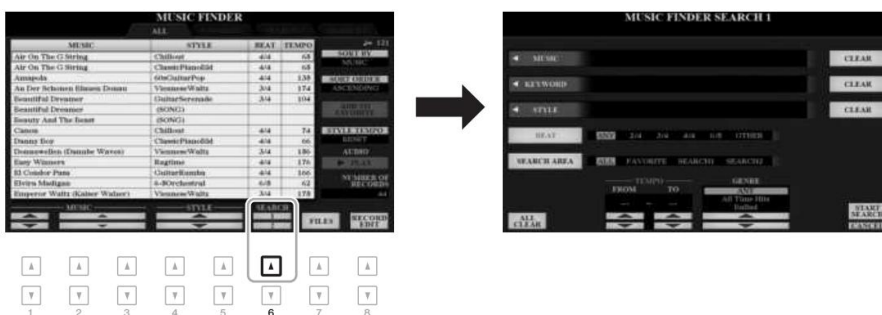 MUSIC FINDER
ALL
MUSIC STYLE BEAT TEMPO
Air On The G String Chillout 4/4 68
Air On The G String ClassicPianoBld 4/4 68
Amapola 60sGuitarPop 4/4 138
An Der Schonen Blauen Donau VienneseWaltz 3/4 174
Beautiful Dreamer GuitarSerenade 3/4 104
Beautiful Dreamer (SONG)
Beauty And The Beast (SONG)
Canon Chillout 4/4 74
Danny Boy ClassicPianoBld 4/4 66
Donauwellen (Danube Waves) VienneseWaltz 3/4 186
Easy Winners Ragtime 4/4 176
El Condor Pasa GuitarRumba 4/4 166
Elvira Madigan 6-8Orchestral 6/8 62
Emperor Waltz (Kaiser Walzer) VienneseWaltz 3/4 178
121
SORT BY
MUSIC
SORT ORDER
ASCENDING
ADD TO
FAVORITE
STYLE TEMPO
RESET
AUDIO
PLAY
NUMBER OF
RECORDS
64
MUSIC STYLE SEARCH
FILES
RECORD
EDIT
1 2 3 4 5 6 7 8
MUSIC FINDER SEARCH 1
MUSIC CLEAR
KEYWORD CLEAR
STYLE CLEAR
BEAT ANY 2/4 3/4 4/4 6/8 OTHER
SEARCH AREA ALL FAVORITE SEARCH1 SEARCH2
TEMPO GENRE
FROM TO
--- - ---
ANY
All Time Hits
Ballad
ALL
CLEAR
START
SEARCH
CANCEL